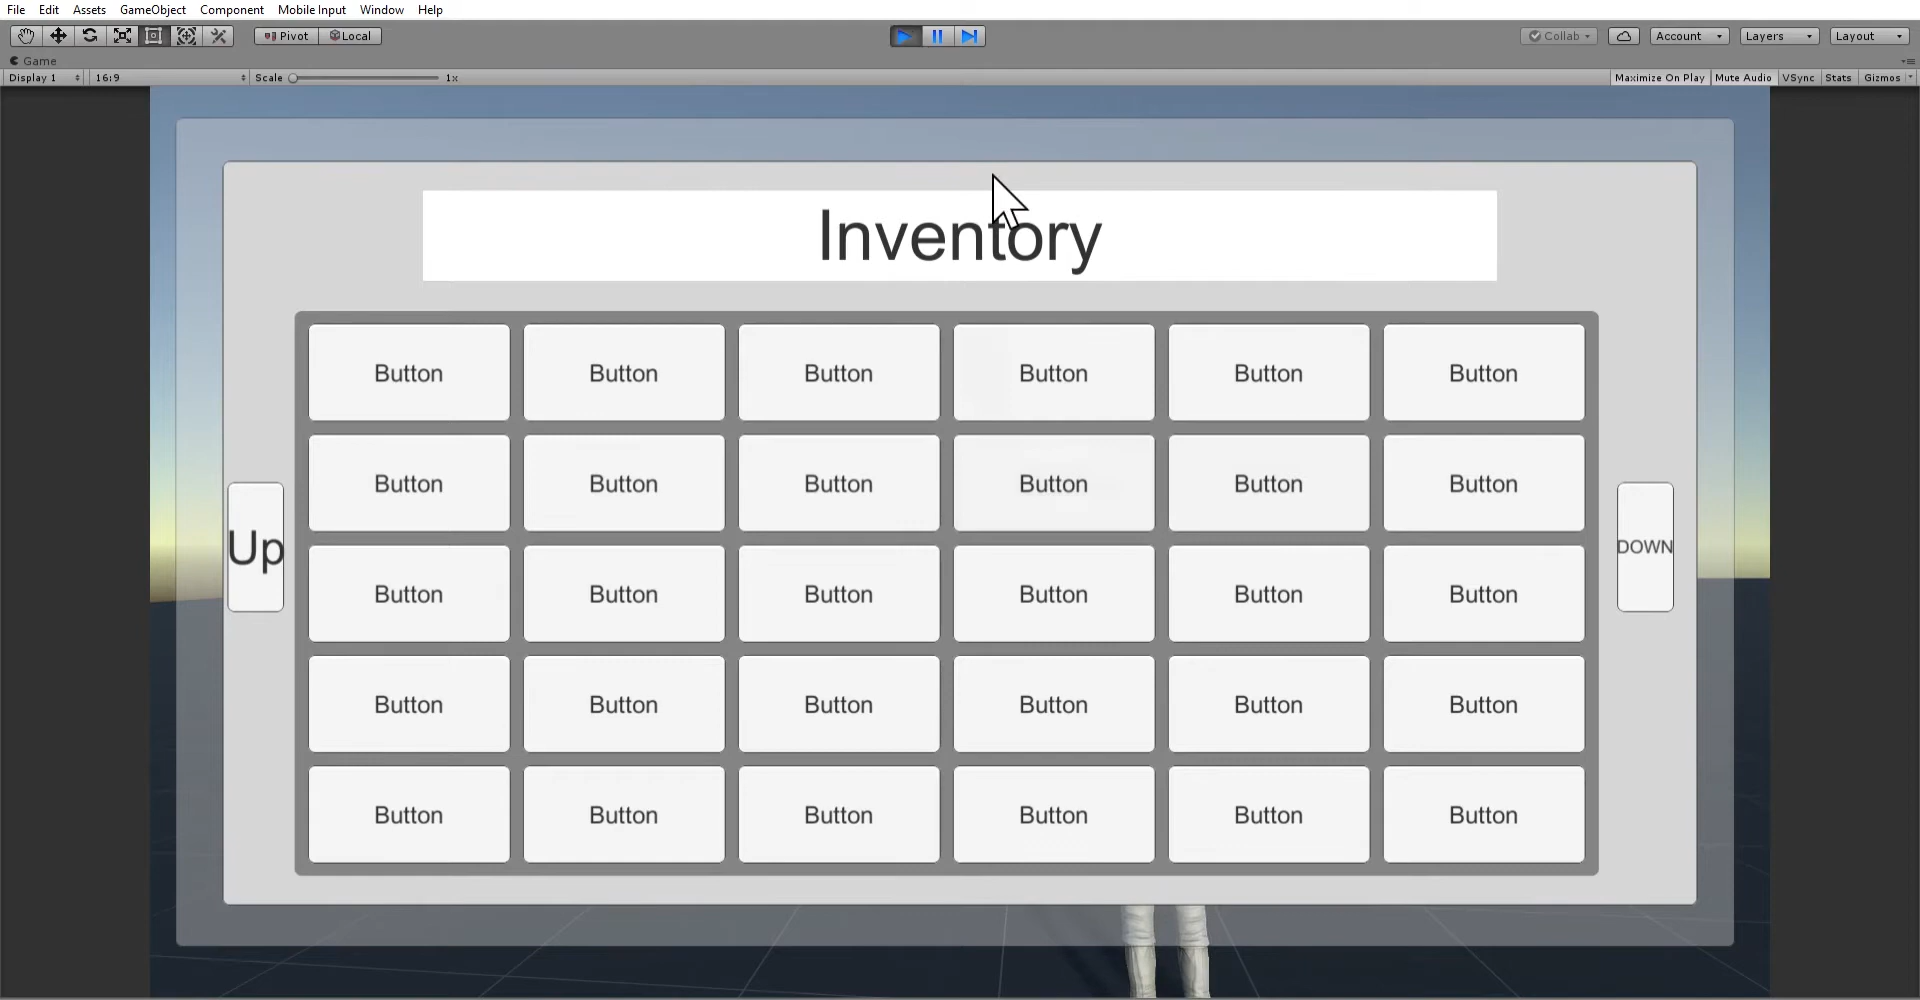 File Edit Assets GameObject Component Mobile Input Window Help
Pivot Local Collab Account Layers Layout
Game
Display 1 16:9 Scale 1x Maximize On Play Mute Audio VSync Stats Gizmos
Inventory
Button Button Button Button Button Button
Button Button Button Button Button Button
Up DOWN
Button Button Button Button Button Button
Button Button Button Button Button Button
Button Button Button Button Button Button